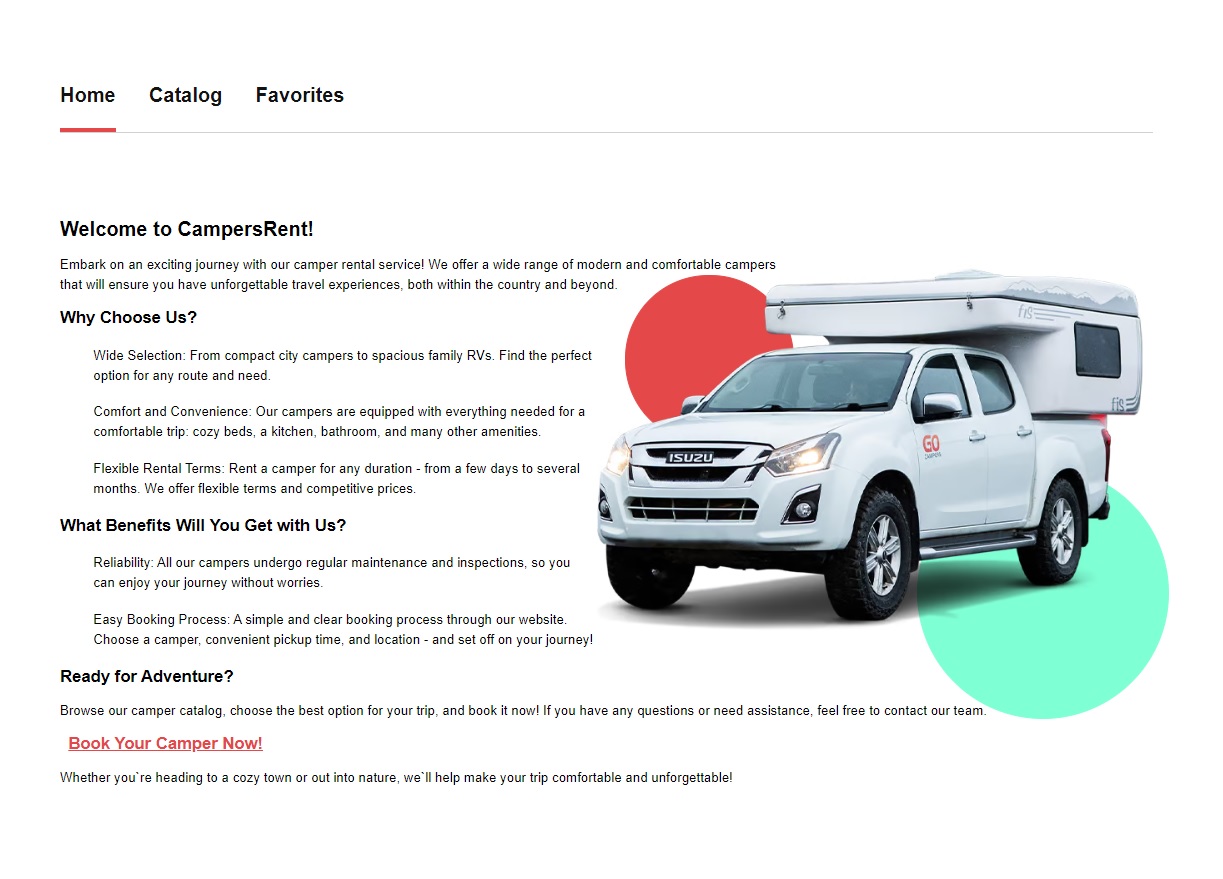 Home Catalog Favorites
Welcome to CampersRent!
Embark on an exciting journey with our camper rental service! We offer a wide range of modern and comfortable campers
that will ensure you have unforgettable travel experiences, both within the country and beyond.
Why Choose Us?
Wide Selection: From compact city campers to spacious family RVs. Find the perfect
option for any route and need.
Comfort and Convenience: Our campers are equipped with everything needed for a
comfortable trip: cozy beds, a kitchen, bathroom, and many other amenities.
Flexible Rental Terms: Rent a camper for any duration - from a few days to several
months. We offer flexible terms and competitive prices.
What Benefits Will You Get with Us?
Reliability: All our campers undergo regular maintenance and inspections, so you
can enjoy your journey without worries.
Easy Booking Process: A simple and clear booking process through our website.
Choose a camper, convenient pickup time, and location - and set off on your journey!
Ready for Adventure?
Browse our camper catalog, choose the best option for your trip, and book it now! If you have any questions or need assistance, feel free to contact our team.
Book Your Camper Now!
Whether you`re heading to a cozy town or out into nature, we`ll help make your trip comfortable and unforgettable!
ISUZU
GO
CAMPERS
fis
fis